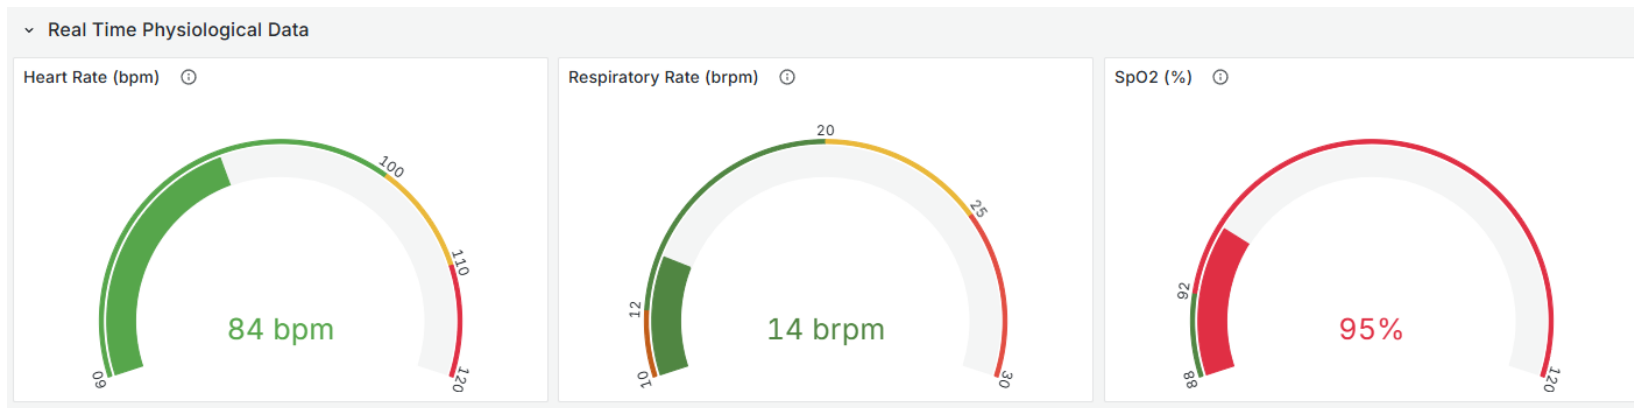 Real Time Physiological Data
Heart Rate (bpm)
60
100
110
120
84 bpm
Respiratory Rate (brpm)
10
12
20
25
30
14 brpm
SpO2 (%)
88
92
120
95%